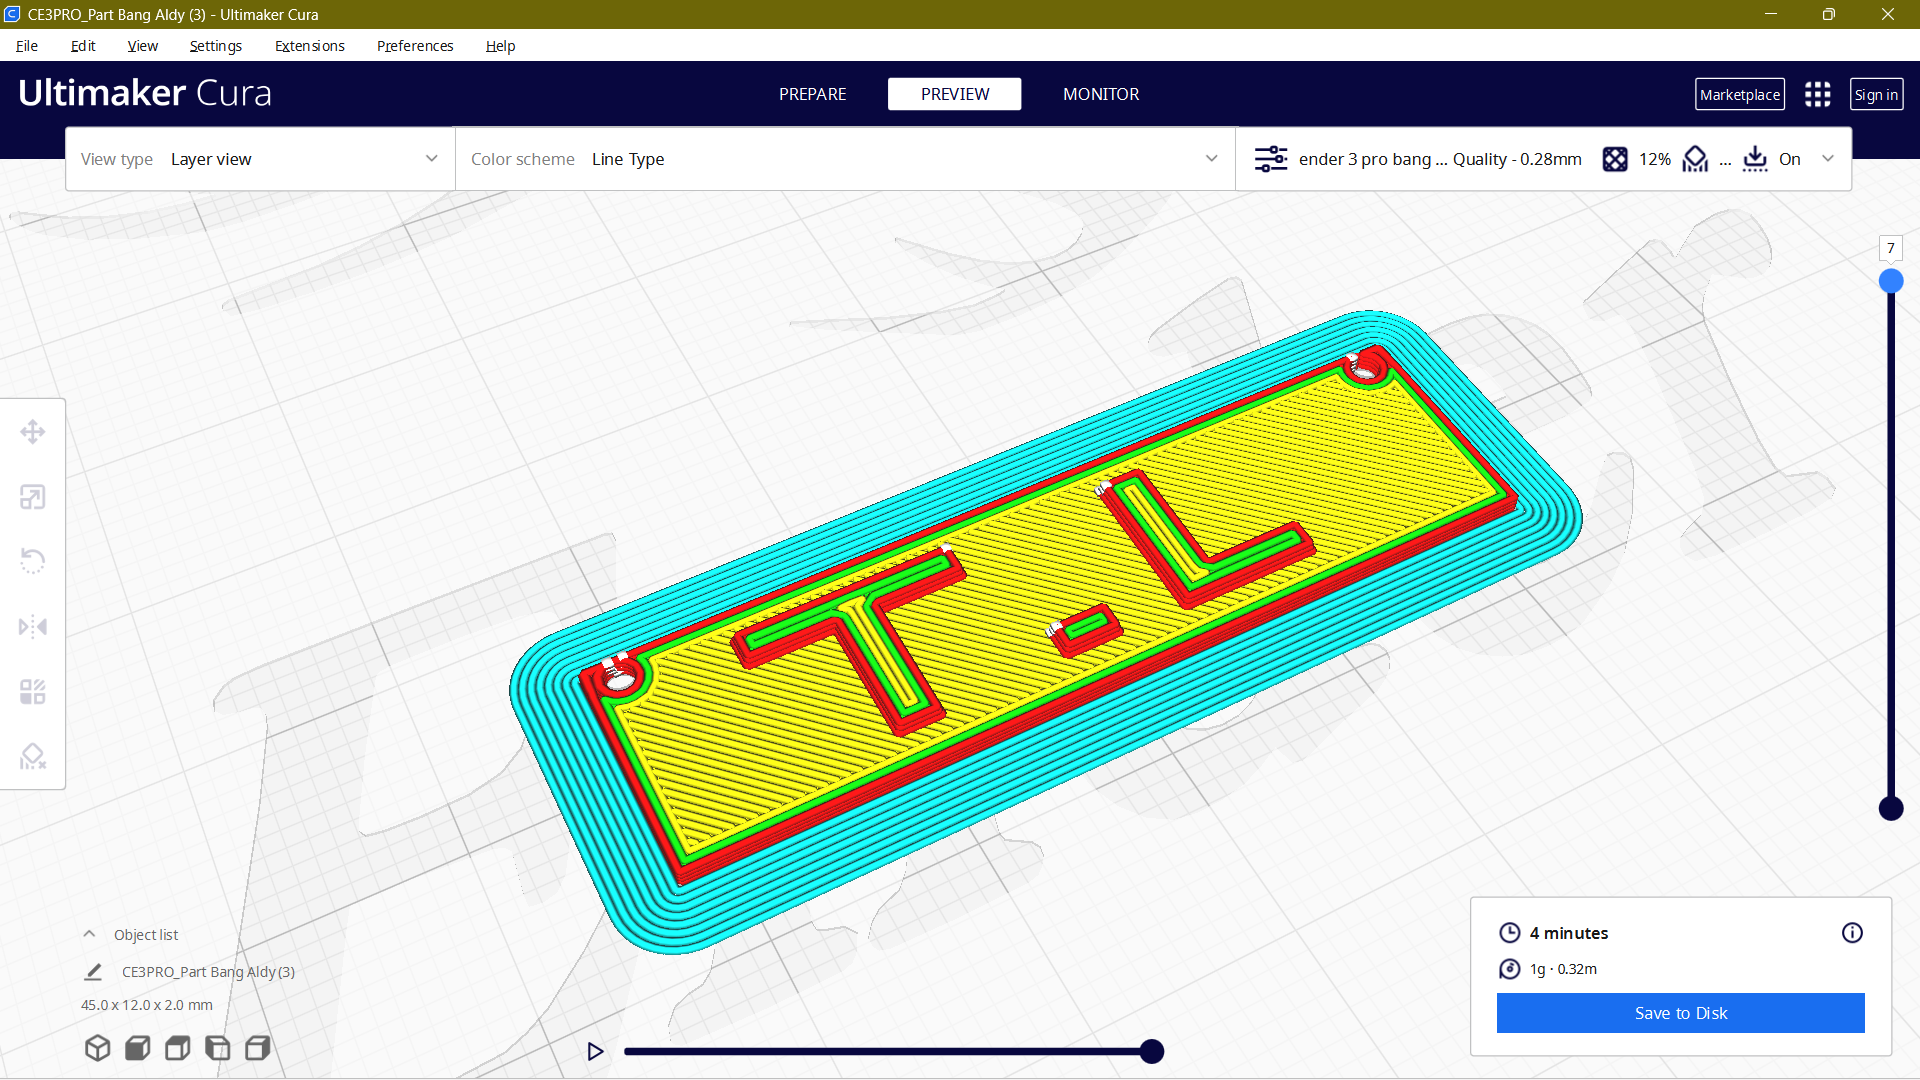 CE3PRO_Part Bang Aldy (3) - Ultimaker Cura
File Edit View Settings Extensions Preferences Help
Ultimaker Cura
PREPARE PREVIEW MONITOR
Marketplace Sign in
View type Layer view
Color scheme Line Type
ender 3 pro bang ... Quality - 0.28mm 12% ... On
7
T.L
Object list
CE3PRO_Part Bang Aldy (3)
45.0 x 12.0 x 2.0 mm
4 minutes
1g · 0.32m
Save to Disk